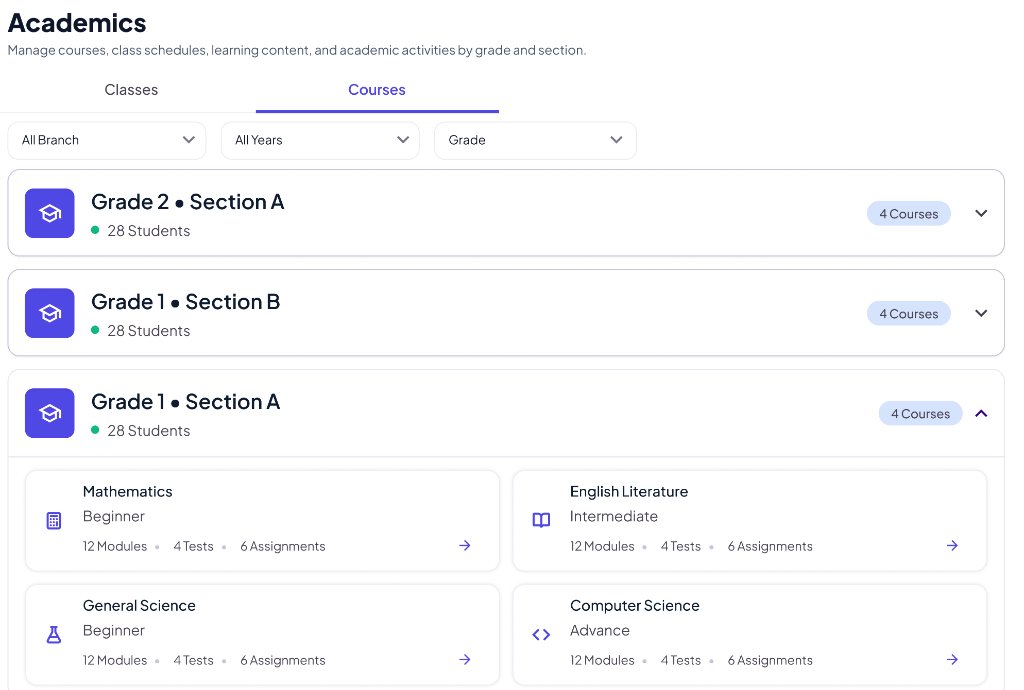 Academics
Manage courses, class schedules, learning content, and academic activities by grade and section.
Classes Courses
All Branch All Years Grade
Grade 2 • Section A
28 Students
4 Courses
Grade 1 • Section B
28 Students
4 Courses
Grade 1 • Section A
28 Students
4 Courses
Mathematics
Beginner
12 Modules • 4 Tests • 6 Assignments
English Literature
Intermediate
12 Modules • 4 Tests • 6 Assignments
General Science
Beginner
12 Modules • 4 Tests • 6 Assignments
Computer Science
Advance
12 Modules • 4 Tests • 6 Assignments